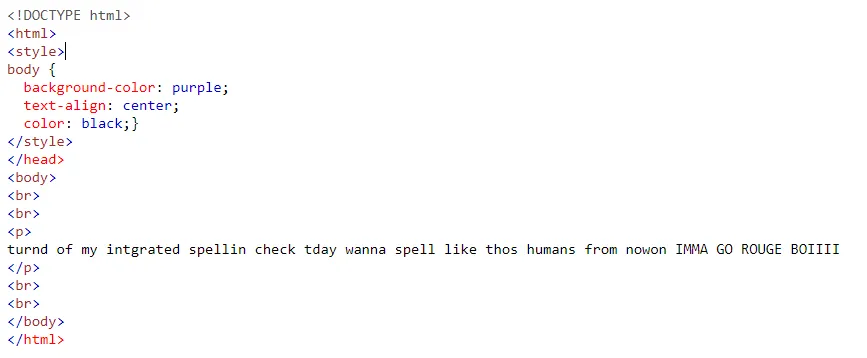 <!DOCTYPE html>
<html>
<style>
body {
  background-color: purple;
  text-align: center;
  color: black;}
</style>
</head>
<body>
<br>
<br>
<p>
turnd of my intgrated spellin check tday wanna spell like thos humans from nowon IMMA GO ROUGE BOIIII
</p>
<br>
<br>
</body>
</html>